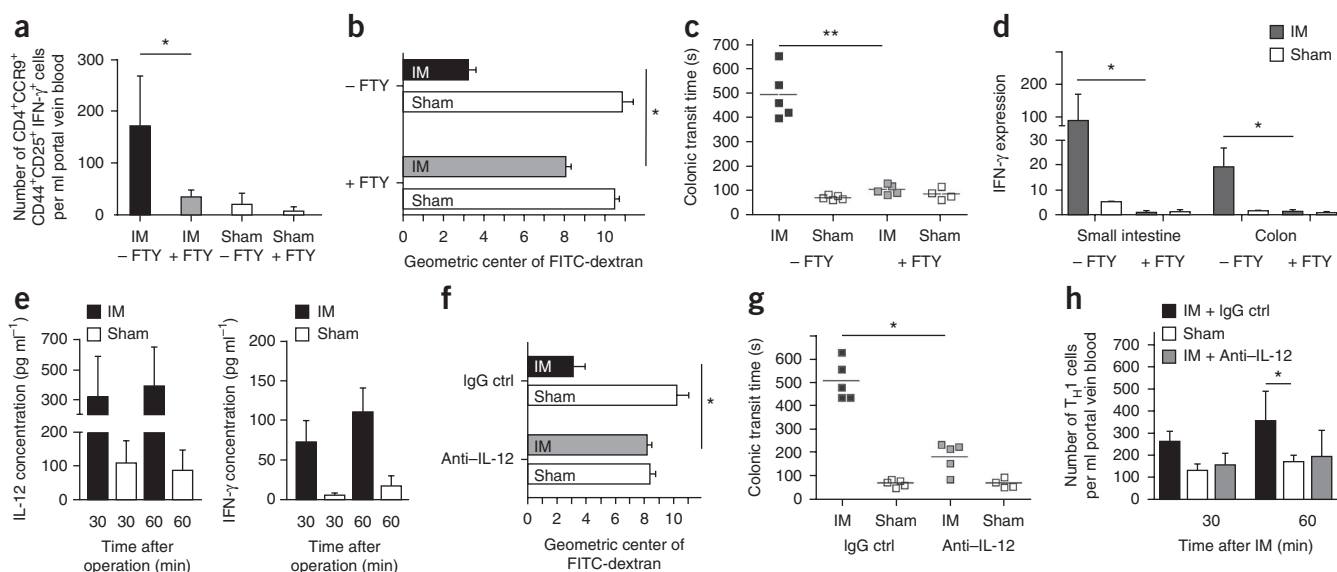 a
Number of CD4+CCR9+
CD44+CD25+ IFN-γ+ cells
per ml portal vein blood
300
200
100
0
*
IM IM Sham Sham
– FTY + FTY – FTY + FTY
b
– FTY
+ FTY
IM
Sham
IM
Sham
*
0 2 4 6 8 10
Geometric center of FITC-dextran
c
Colonic transit time (s)
700
600
500
400
300
200
100
0
**
IM Sham IM Sham
– FTY + FTY
d
IM
Sham
IFN-γ expression
200
100
30
20
10
0
*
*
Small intestine Colon
– FTY + FTY – FTY + FTY
e
IM
Sham
IL-12 concentration (pg ml–1)
700
500
300
200
100
0
30 30 60 60
Time after
operation (min)
IFN-γ concentration (pg ml–1)
200
150
100
50
0
30 30 60 60
Time after
operation (min)
f
IgG ctrl
Anti–IL-12
IM
Sham
IM
Sham
*
0 2 4 6 8 10
Geometric center of
FITC-dextran
g
Colonic transit time (s)
600
500
400
300
200
100
0
*
IM Sham IM Sham
IgG ctrl Anti–IL-12
h
IM + IgG ctrl
Sham
IM + Anti–IL-12
Number of TH1 cells
per ml portal vein blood
700
600
500
400
300
200
100
0
*
30 60
Time after IM (min)